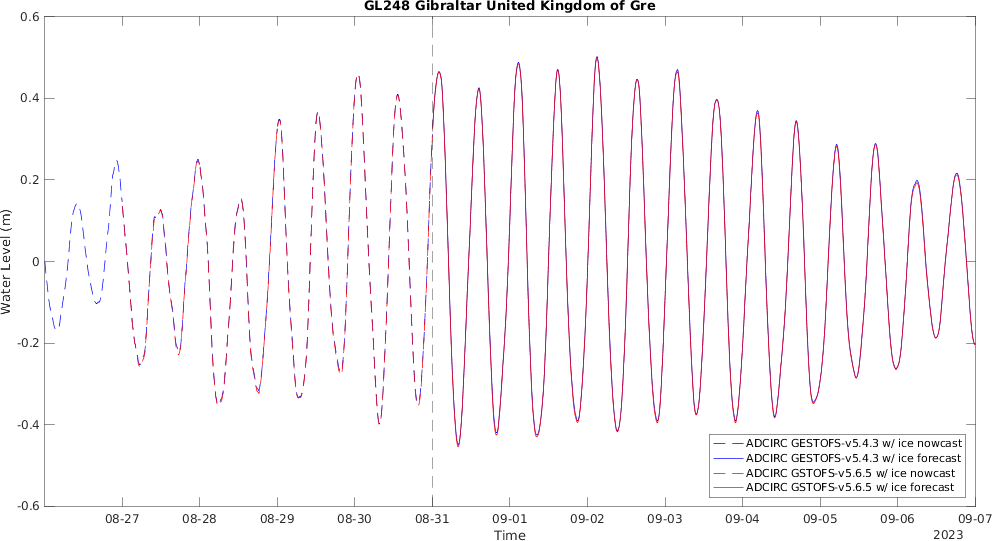 GL248 Gibraltar United Kingdom of Gre
0.6
0.4
0.2
0
-0.2
-0.4
-0.6
Water Level (m)
ADCIRC GESTOFS-v5.4.3 w/ ice nowcast
ADCIRC GESTOFS-v5.4.3 w/ ice forecast
ADCIRC GSTOFS-v5.6.5 w/ ice nowcast
ADCIRC GSTOFS-v5.6.5 w/ ice forecast
08-27 08-28 08-29 08-30 08-31 09-01 09-02 09-03 09-04 09-05 09-06 09-07
Time
2023